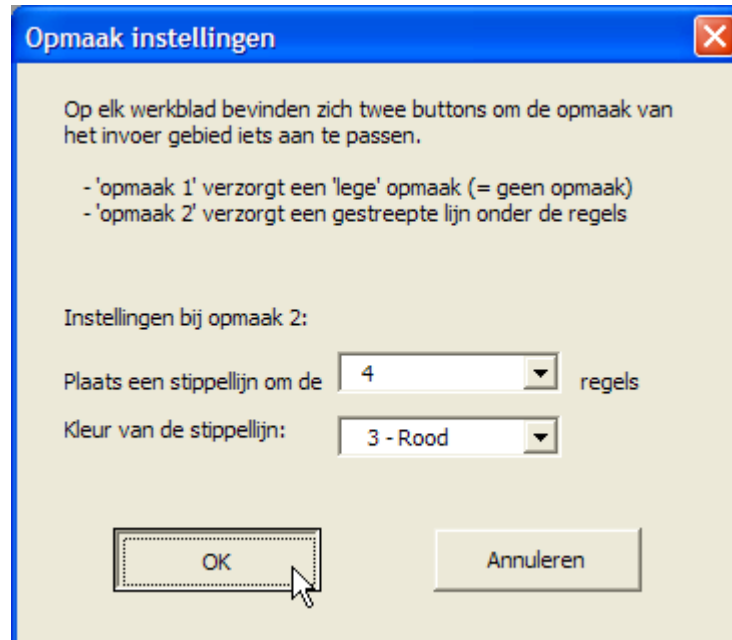 Opmaak instellingen
Op elk werkblad bevinden zich twee buttons om de opmaak van
het invoer gebied iets aan te passen.
- 'opmaak 1' verzorgt een 'lege' opmaak (= geen opmaak)
- 'opmaak 2' verzorgt een gestreepte lijn onder de regels
Instellingen bij opmaak 2:
Plaats een stippellijn om de 4 regels
Kleur van de stippellijn: 3 - Rood
OK Annuleren